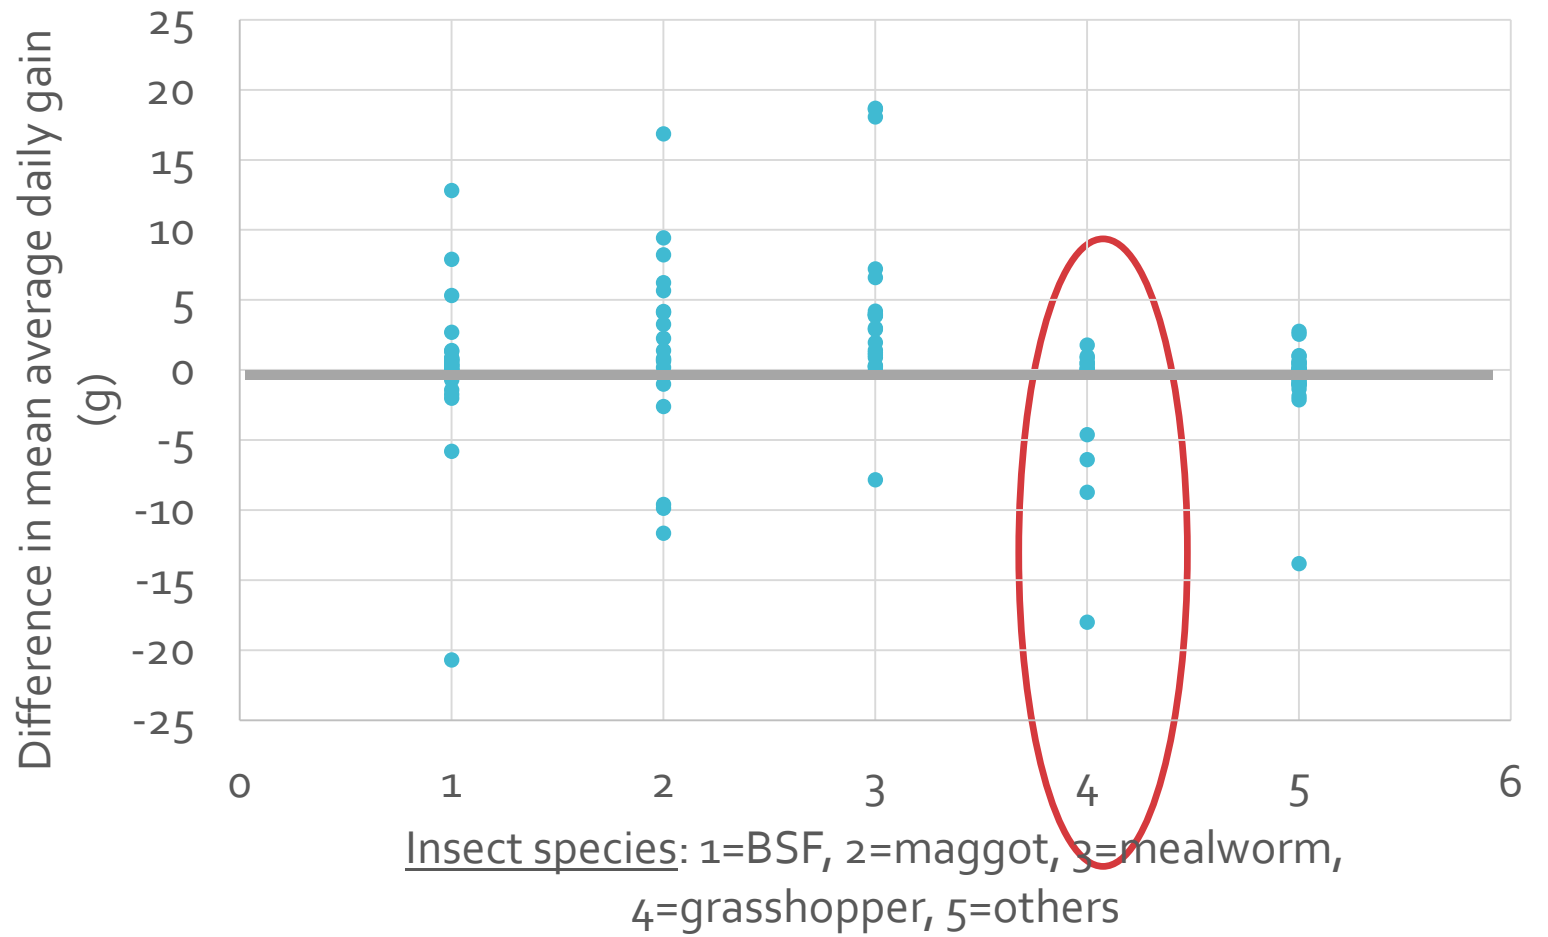 Difference in mean average daily gain
(g)
25
20
15
10
5
0
-5
-10
-15
-20
-25
0 1 2 3 4 5 6
Insect species: 1=BSF, 2=maggot, 3=mealworm,
4=grasshopper, 5=others